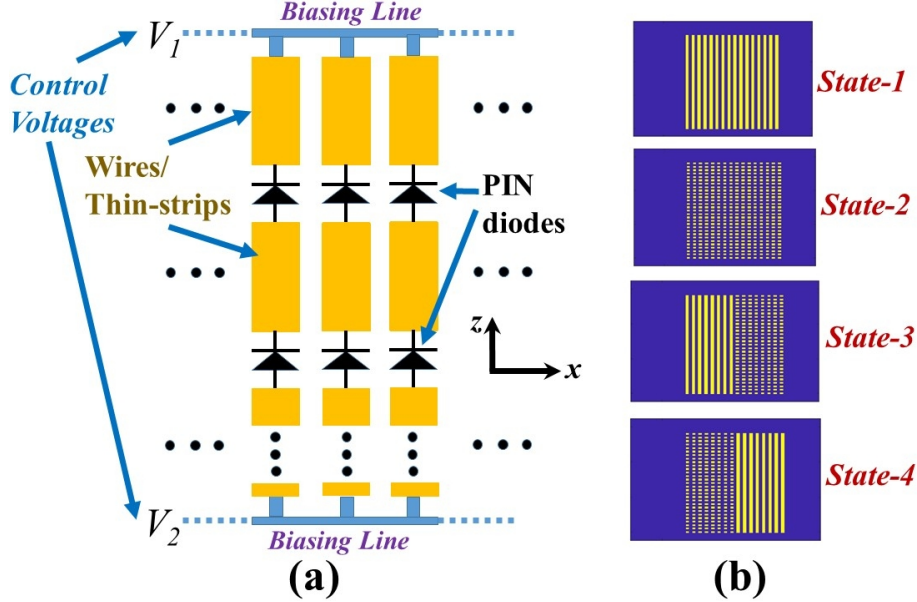 Biasing Line
V1
Control
Voltages
Wires/
Thin-strips
PIN
diodes
z
x
V2
Biasing Line
(a)
State-1
State-2
State-3
State-4
(b)